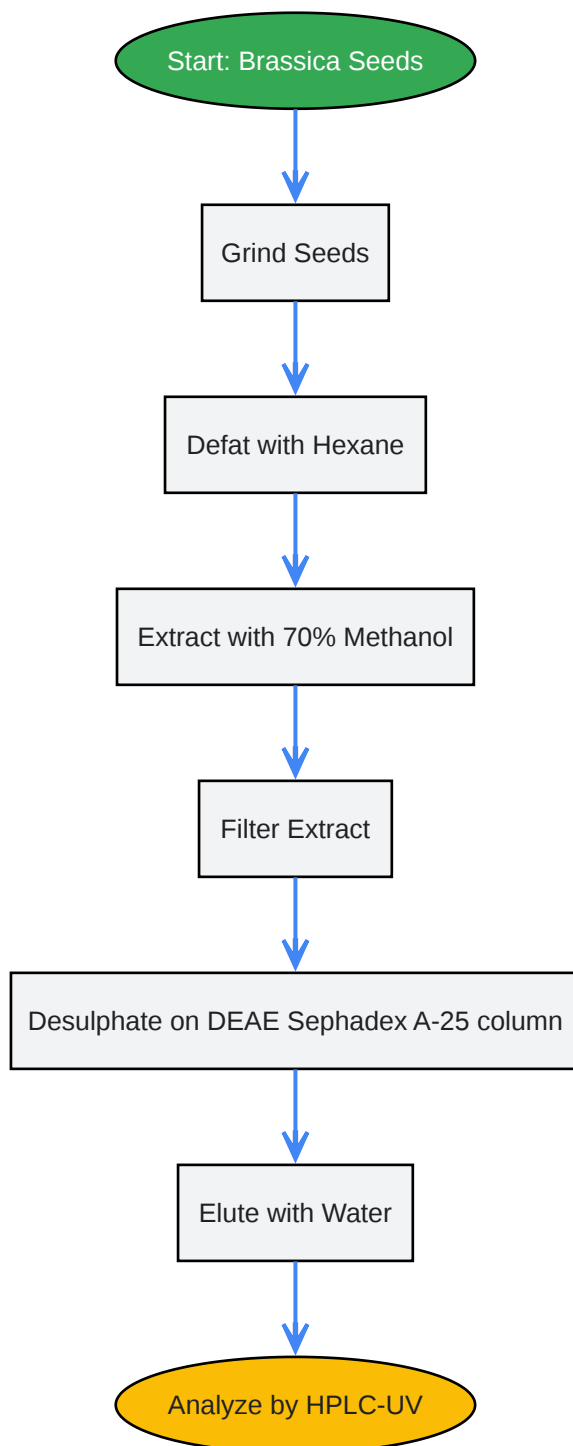 Start: Brassica Seeds
Grind Seeds
Defat with Hexane
Extract with 70% Methanol
Filter Extract
Desulphate on DEAE Sephadex A-25 column
Elute with Water
Analyze by HPLC-UV